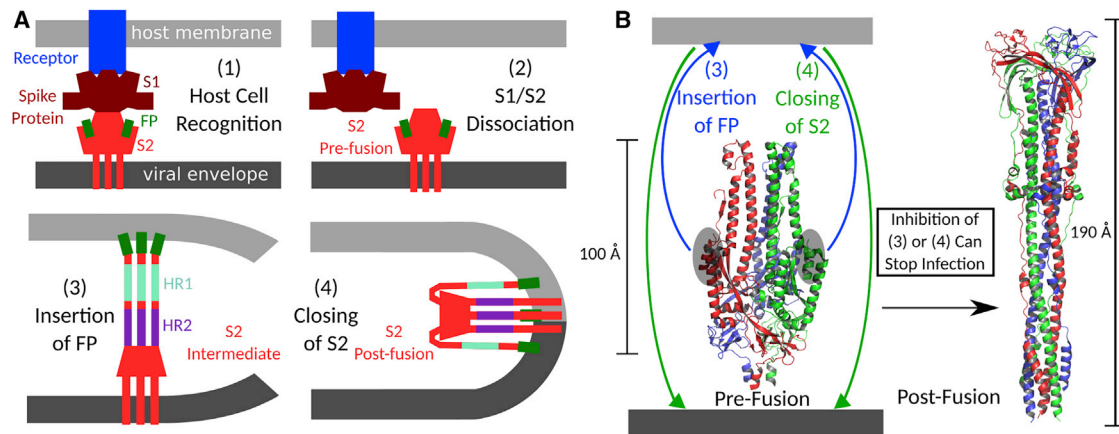 A
host membrane
Receptor
S1
Spike
Protein
FP
S2
viral envelope
(1)
Host Cell
Recognition
(2)
S1/S2
Dissociation
S2
Pre-fusion
(3)
Insertion
of FP
HR1
HR2
S2
Intermediate
(4)
Closing
of S2
S2
Post-fusion
B
(3)
Insertion
of FP
(4)
Closing
of S2
100 Å
Pre-Fusion
Inhibition of
(3) or (4) Can
Stop Infection
190 Å
Post-Fusion